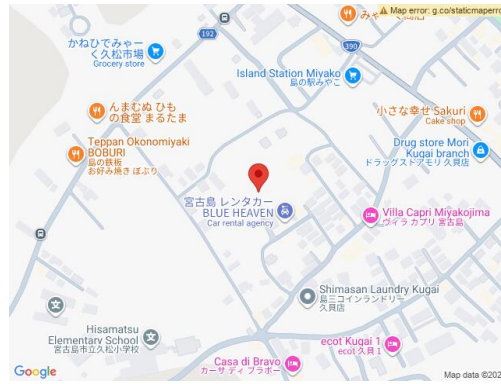 Map error: g.co/staticmaperro
かねひでみゃー
く久松市場
Grocery store
192
390
Island Station Miyako
島の駅みやこ
んまむぬ ひも
の食堂 まるたま
小さな幸せ Sakuri
Cake shop
Teppan Okonomiyaki
BOBURI
島の鉄板
お好み焼き ぼぶり
Drug store Mori
Kugai branch
ドラッグストアモリ 久貝店
宮古島 レンタカー
BLUE HEAVEN
Car rental agency
Villa Capri Miyakojima
ヴィラ カプリ 宮古島
Shimasan Laundry Kugai
島三コインランドリー
久貝店
Hisamatsu
Elementary School
宮古島市立久松小学校
ecot Kugai 1
ecot 久貝 1
Casa di Bravo
カーサ ディ ブラボー
Google
Map data ©202